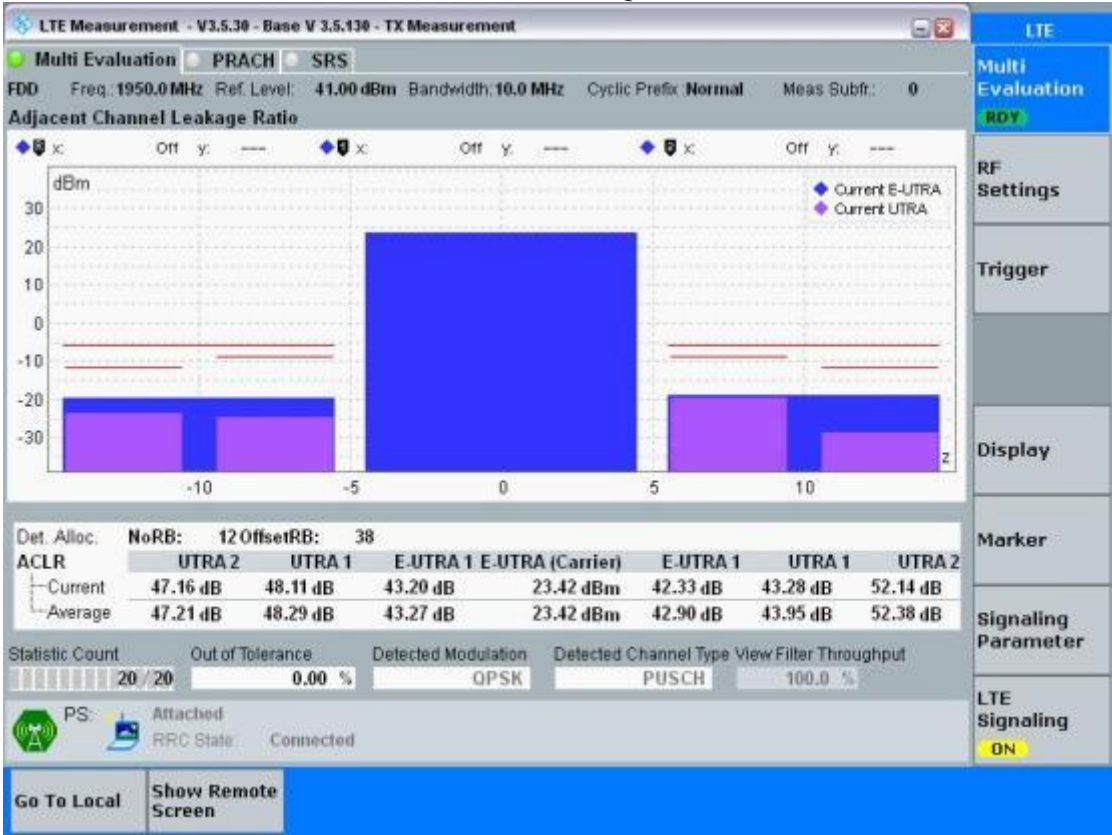 LTE Measurement - V3.5.30 - Base V 3.5.130 - TX Measurement
LTE
Multi Evaluation PRACH SRS
FDD Freq.: 1950.0 MHz Ref. Level: 41.00 dBm Bandwidth: 10.0 MHz Cyclic Prefix: Normal Meas Subfr.: 0
Adjacent Channel Leakage Ratio
x: Off y: --- x: Off y: --- x: Off y: ---
dBm
Current E-UTRA
Current UTRA
30
20
10
0
-10
-20
-30
z
-10 -5 0 5 10
Det. Alloc. NoRB: 12 OffsetRB: 38
ACLR UTRA 2 UTRA 1 E-UTRA 1 E-UTRA (Carrier) E-UTRA 1 UTRA 1 UTRA 2
Current 47.16 dB 48.11 dB 43.20 dB 23.42 dBm 42.33 dB 43.28 dB 52.14 dB
Average 47.21 dB 48.29 dB 43.27 dB 23.42 dBm 42.90 dB 43.95 dB 52.38 dB
Statistic Count Out of Tolerance Detected Modulation Detected Channel Type View Filter Throughput
20 / 20 0.00 % QPSK PUSCH 100.0 %
PS: Attached
RRC State: Connected
Multi
Evaluation
RDY
RF
Settings
Trigger
Display
Marker
Signaling
Parameter
LTE
Signaling
ON
Go To Local
Show Remote
Screen